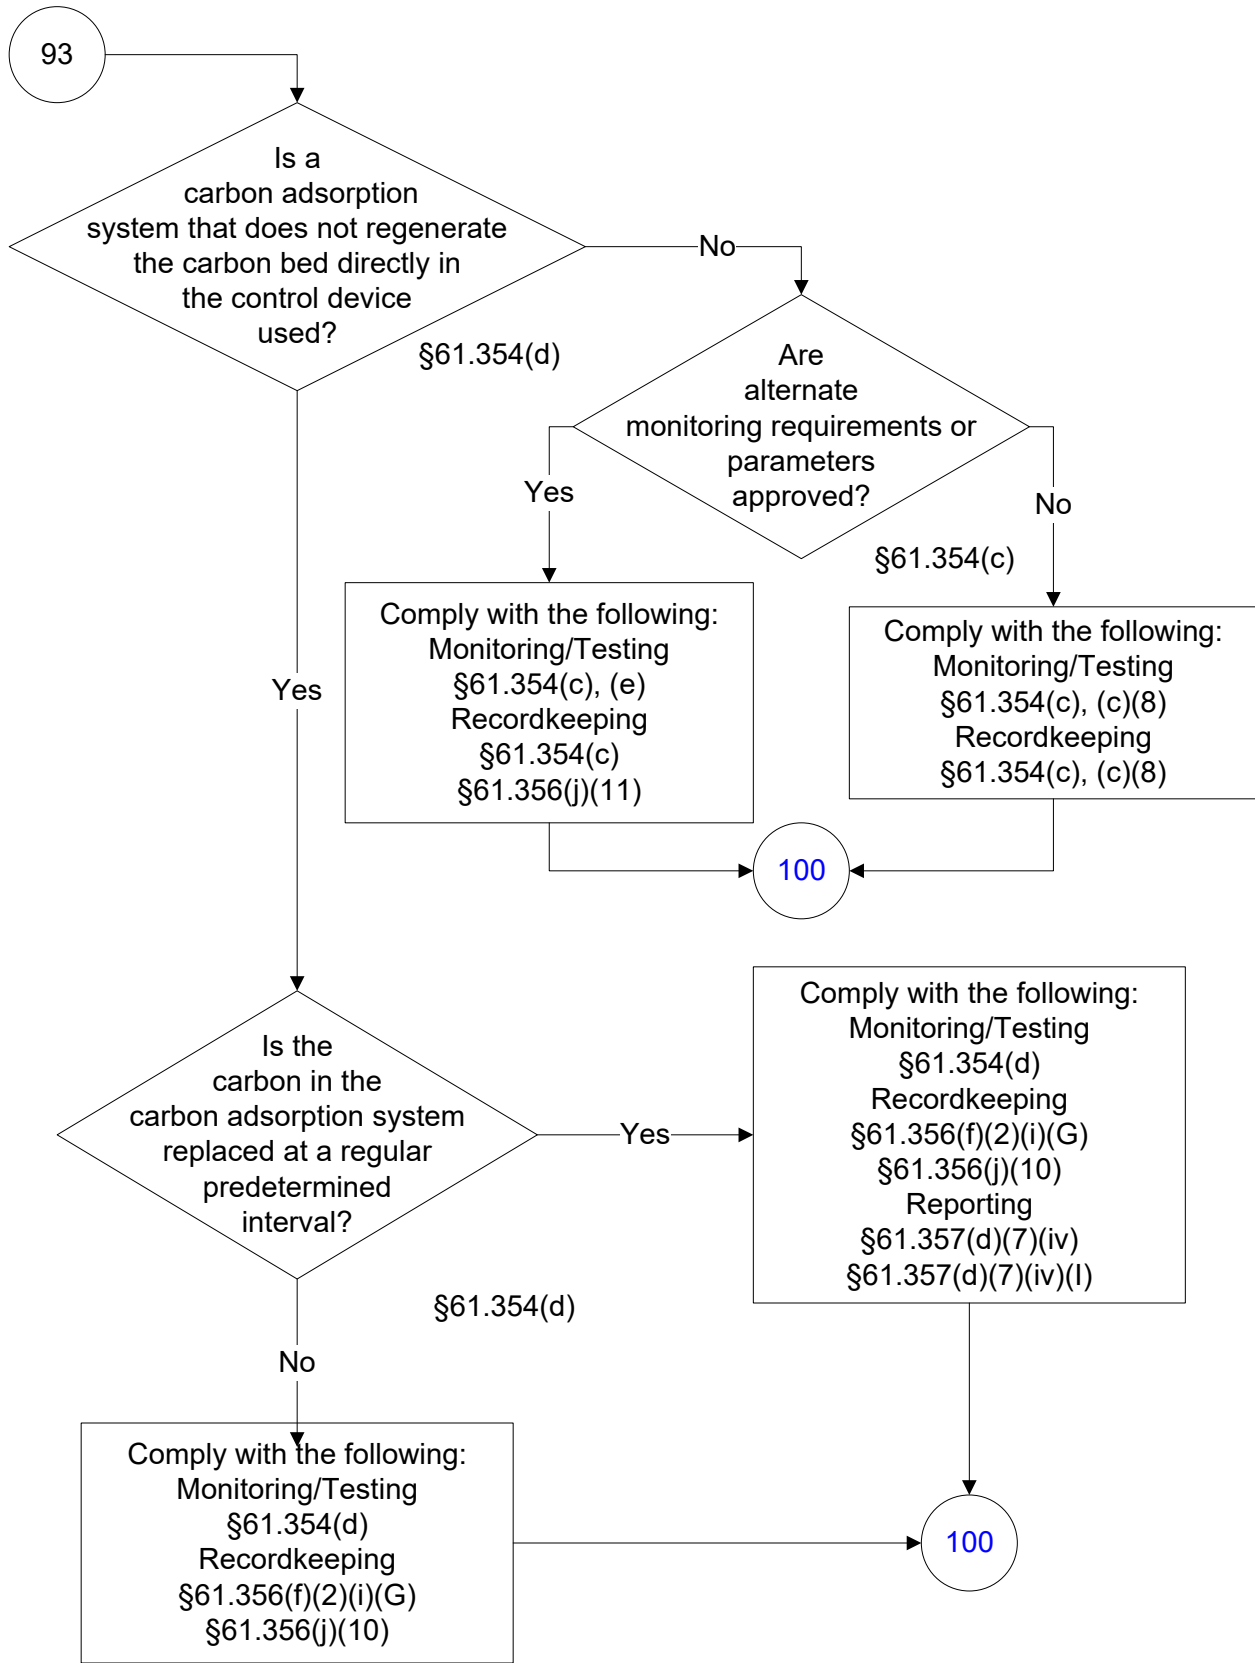 93
Is a
carbon adsorption
system that does not regenerate
the carbon bed directly in
the control device
used?
§61.354(d)
No
Are
alternate
monitoring requirements or
parameters
approved?
§61.354(c)
Yes
No
Comply with the following:
Monitoring/Testing
§61.354(c), (e)
Recordkeeping
§61.354(c)
§61.356(j)(11)
Comply with the following:
Monitoring/Testing
§61.354(c), (c)(8)
Recordkeeping
§61.354(c), (c)(8)
100
Yes
Is the
carbon in the
carbon adsorption system
replaced at a regular
predetermined
interval?
§61.354(d)
Yes
Comply with the following:
Monitoring/Testing
§61.354(d)
Recordkeeping
§61.356(f)(2)(i)(G)
§61.356(j)(10)
Reporting
§61.357(d)(7)(iv)
§61.357(d)(7)(iv)(I)
No
Comply with the following:
Monitoring/Testing
§61.354(d)
Recordkeeping
§61.356(f)(2)(i)(G)
§61.356(j)(10)
100